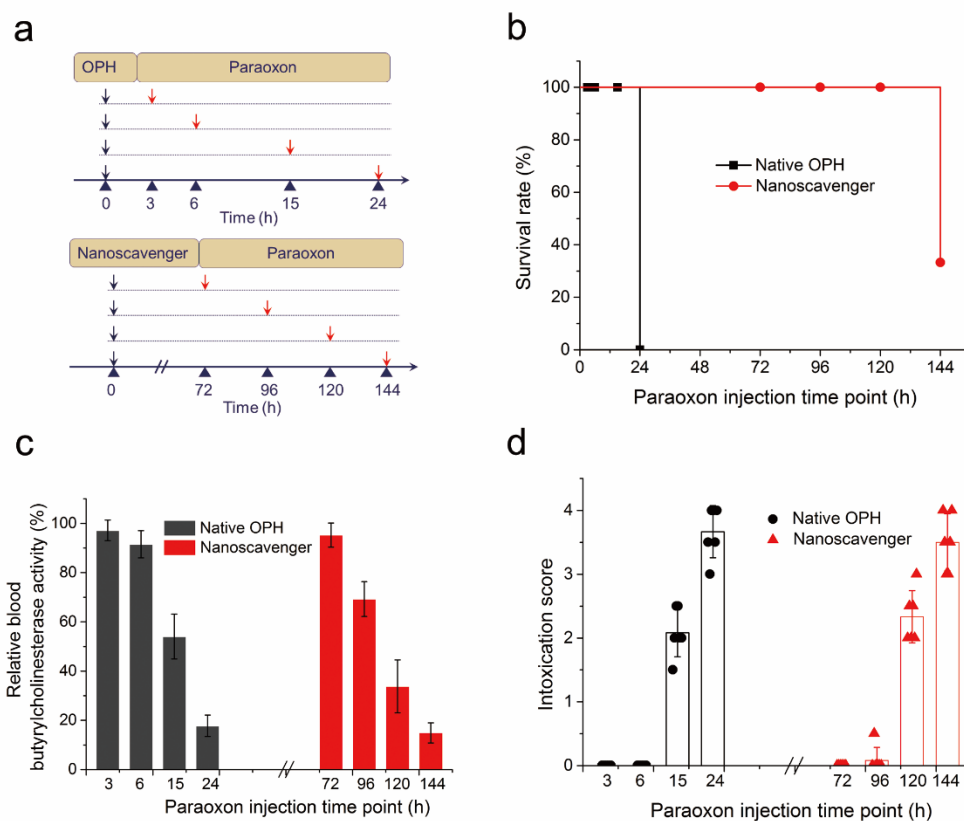 a
OPH Paraoxon
0 3 6 15 24
Time (h)
Nanoscavenger Paraoxon
0 72 96 120 144
Time (h)
b
100
80
60
40
20
0
Survival rate (%)
Native OPH
Nanoscavenger
0 24 48 72 96 120 144
Paraoxon injection time point (h)
c
100
80
60
40
20
0
Relative blood
butyrylcholinesterase activity (%)
Native OPH
Nanoscavenger
3 6 15 24 72 96 120 144
Paraoxon injection time point (h)
d
4
3
2
1
0
Intoxication score
Native OPH
Nanoscavenger
3 6 15 24 72 96 120 144
Paraoxon injection time point (h)